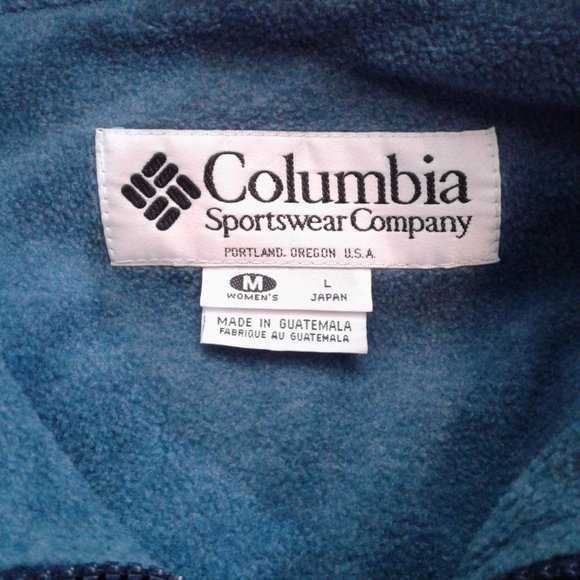 Columbia
Sportswear Company
PORTLAND, OREGON U.S.A.
M L
WOMEN'S JAPAN
MADE IN GUATEMALA
FABRIQUE AU GUATEMALA